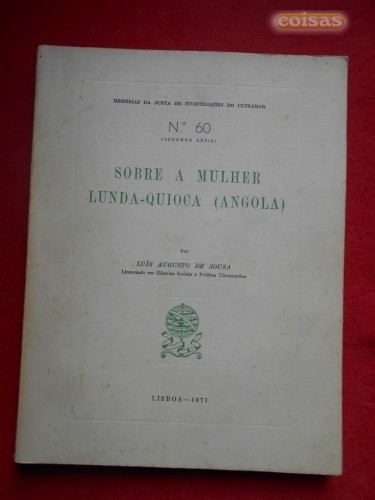 coisas
MEMÓRIAS DA JUNTA DE INVESTIGAÇÕES DO ULTRAMAR
N.º 60
(SEGUNDA SÉRIE)
SOBRE A MULHER
LUNDA-QUIOCA (ANGOLA)
Por
LUÍS AUGUSTO DE SOUSA
Licenciado em Ciências Sociais e Política Ultramarina
LISBOA—1971